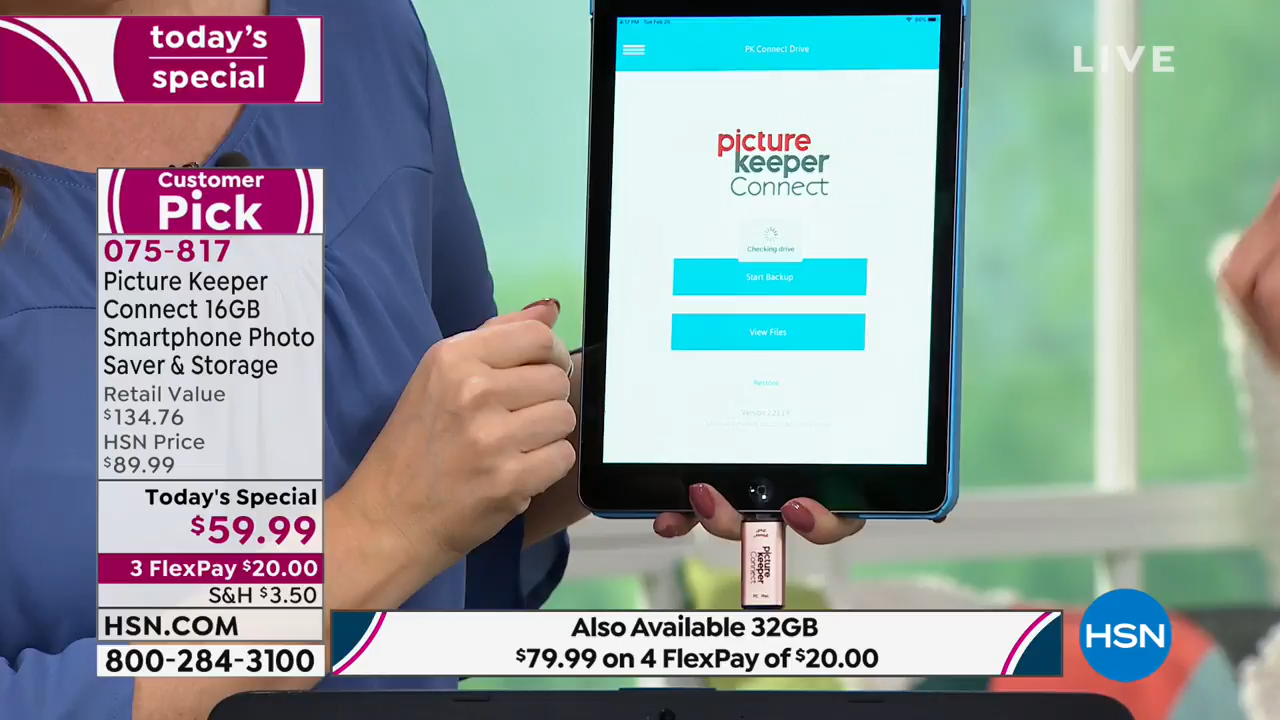 today's
special
LIVE
Customer
Pick
075-817
Picture Keeper
Connect 16GB
Smartphone Photo
Saver & Storage
Retail Value
$134.76
HSN Price
$89.99
Today's Special
$59.99
3 FlexPay $20.00
S&H $3.50
HSN.COM
800-284-3100
PK Connect Drive
picture
keeper
Connect
Checking drive
Start Backup
View Files
Restore
picture
keeper
Connect
PC Mac
Also Available 32GB
$79.99 on 4 FlexPay of $20.00
HSN